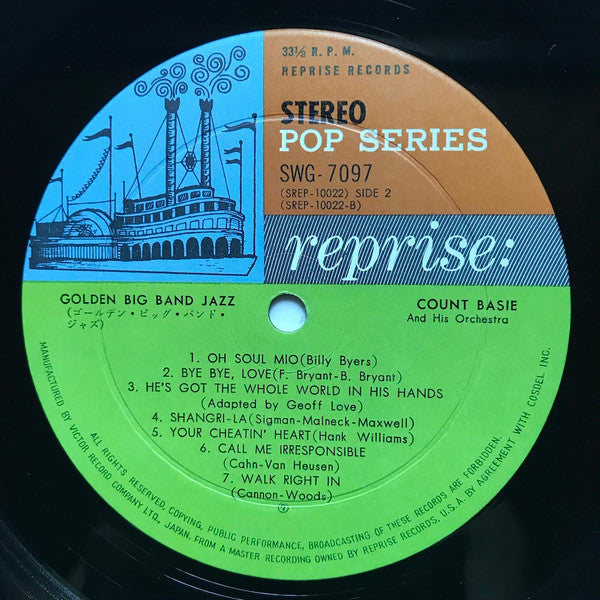 33⅓ R. P. M.
REPRISE RECORDS
STEREO
POP SERIES
SWG-7097
(SREP-10022) SIDE 2
(SREP-10022-B)
reprise:
GOLDEN BIG BAND JAZZ
(ゴールデン・ビッグ・バンド・
ジャズ)
COUNT BASIE
And His Orchestra
1. OH SOUL MIO(Billy Byers)
2. BYE BYE, LOVE(F. Bryant-B. Bryant)
3. HE'S GOT THE WHOLE WORLD IN HIS HANDS
(Adapted by Geoff Love)
4. SHANGRI-LA(Sigman-Malneck-Maxwell)
5. YOUR CHEATIN' HEART(Hank Williams)
6. CALL ME IRRESPONSIBLE
(Cahn-Van Heusen)
7. WALK RIGHT IN
(Cannon-Woods)
ALL RIGHTS RESERVED, COPYING, PUBLIC PERFORMANCE, BROADCASTING OF THESE RECORDS ARE FORBIDDEN.
MANUFACTURED BY VICTOR RECORD COMPANY LTD., JAPAN. FROM A MASTER RECORDING OWNED BY REPRISE RECORDS, U.S.A. BY AGREEMENT WITH COSDEL INC.